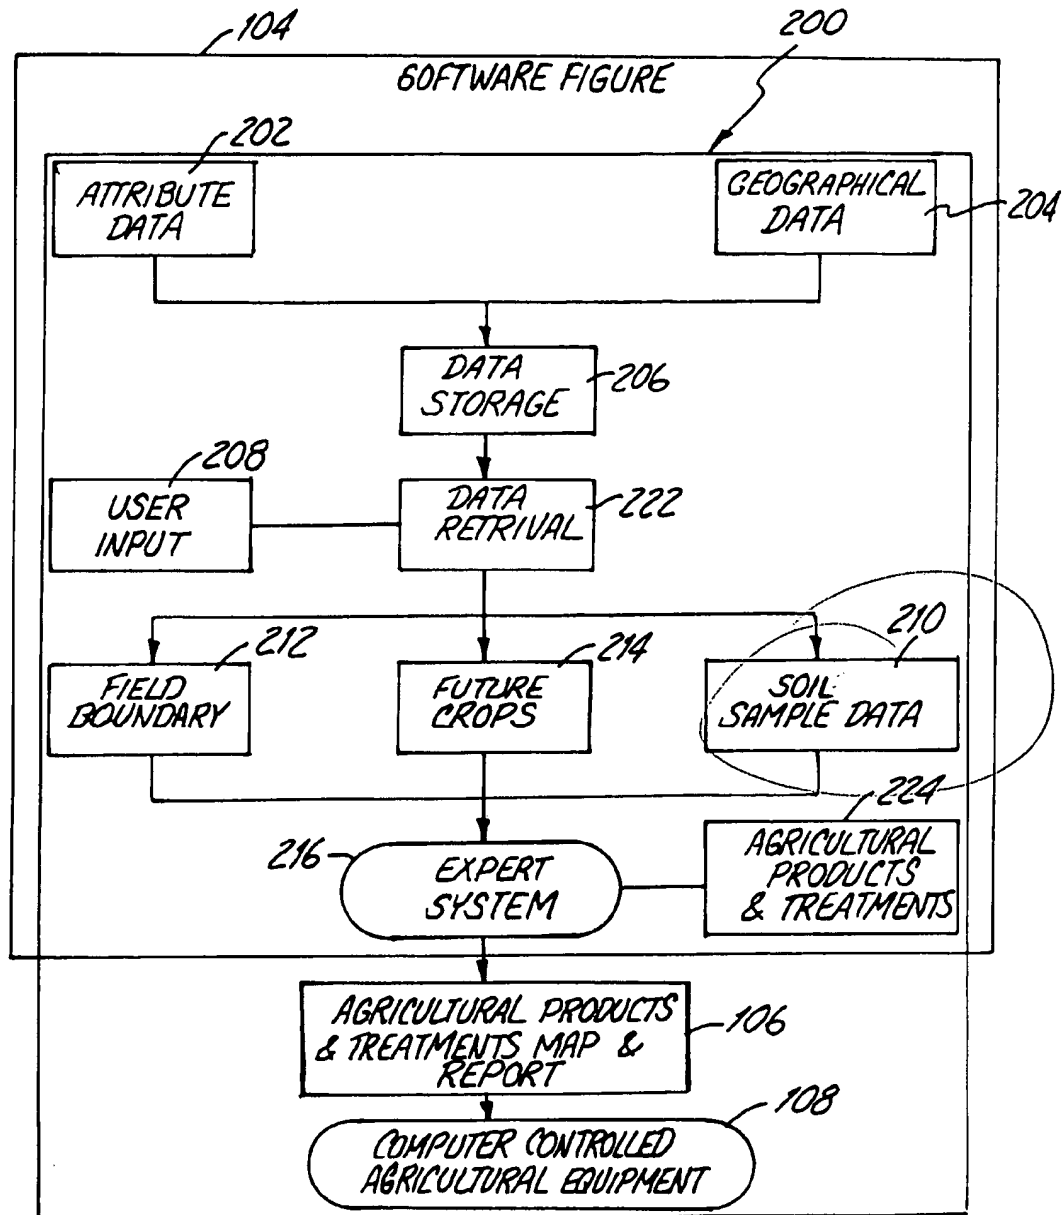 104
200
SOFTWARE FIGURE
202
ATTRIBUTE
DATA
GEOGRAPHICAL
DATA
204
DATA
STORAGE
206
208
USER
INPUT
DATA
RETRIVAL
222
212
FIELD
BOUNDARY
214
FUTURE
CROPS
210
SOIL
SAMPLE DATA
216
EXPERT
SYSTEM
224
AGRICULTURAL
PRODUCTS
& TREATMENTS
AGRICULTURAL PRODUCTS
& TREATMENTS MAP &
REPORT
106
108
COMPUTER CONTROLLED
AGRICULTURAL EQUIPMENT